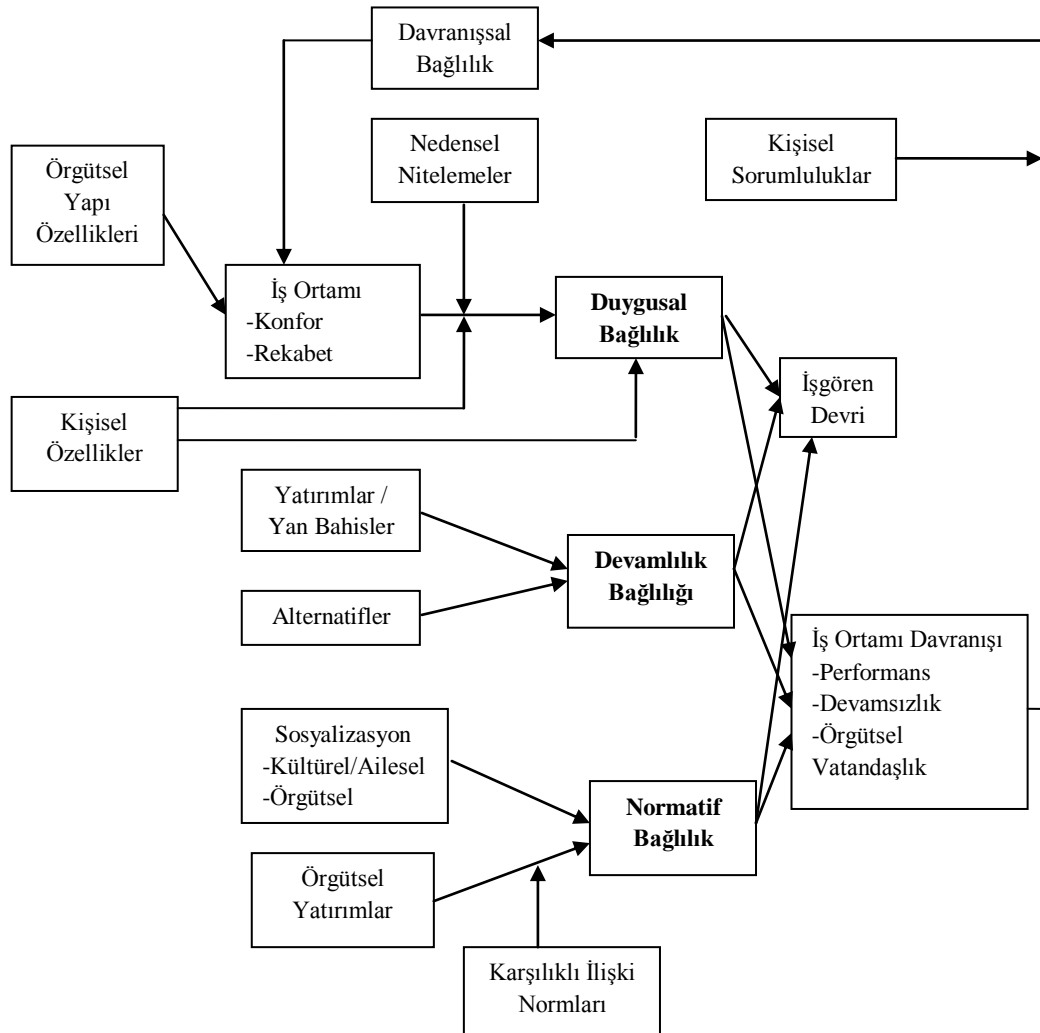 Davranışsal
Bağlılık
Nedensel
Nitelemeler
Kişisel
Sorumluluklar
Örgütsel
Yapı
Özellikleri
İş Ortamı
-Konfor
-Rekabet
Duygusal
Bağlılık
İşgören
Devri
Kişisel
Özellikler
Yatırımlar /
Yan Bahisler
Devamlılık
Bağlılığı
Alternatifler
İş Ortamı Davranışı
-Performans
-Devamsızlık
-Örgütsel
Vatandaşlık
Sosyalizasyon
-Kültürel/Ailesel
-Örgütsel
Normatif
Bağlılık
Örgütsel
Yatırımlar
Karşılıklı İlişki
Normları